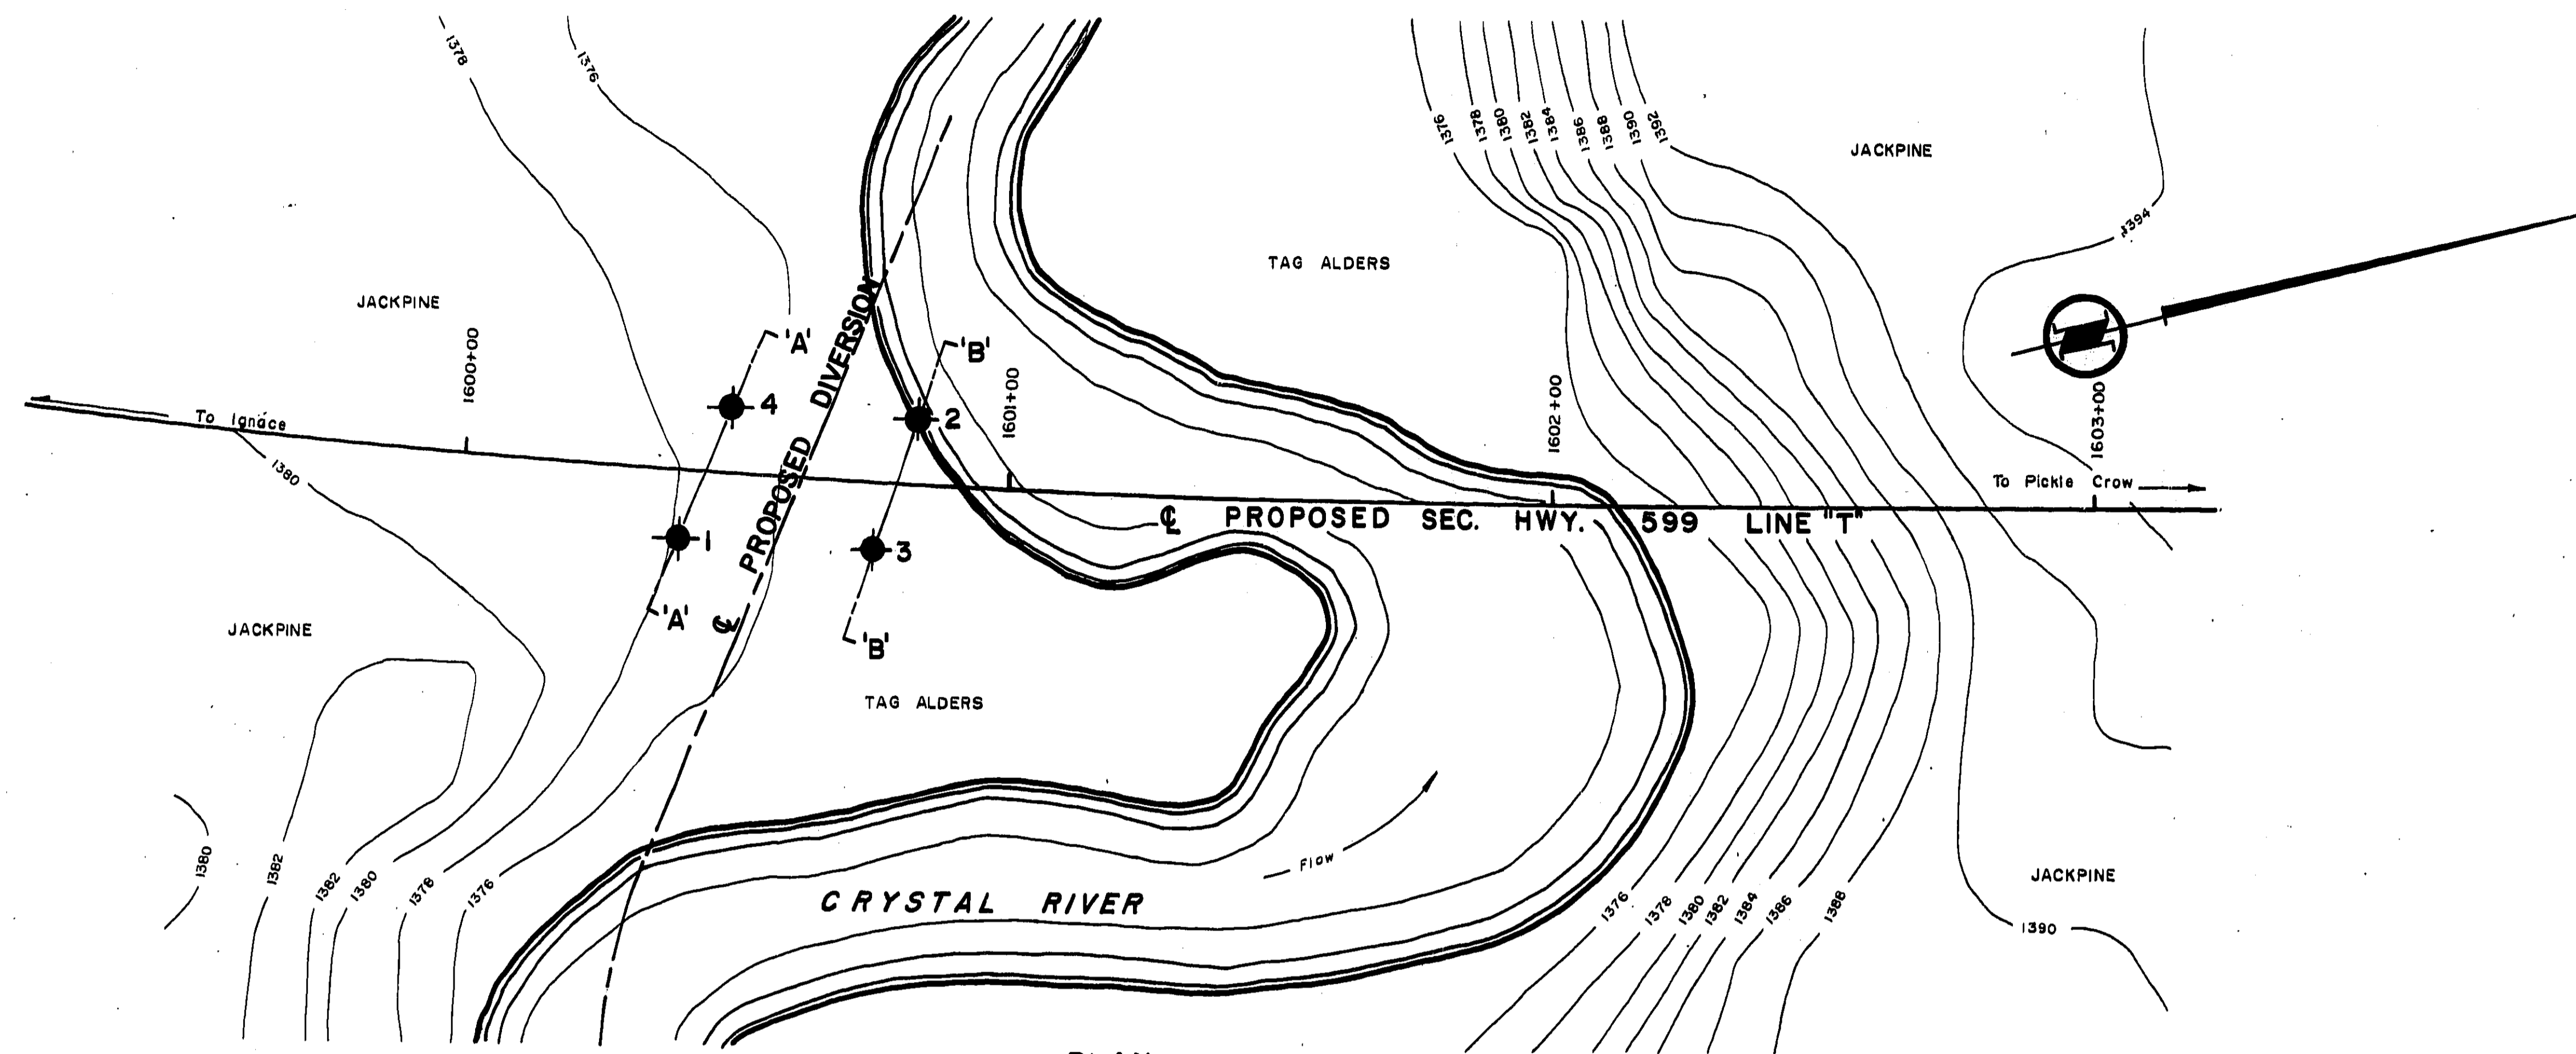 1378
1376
1376
1378
1380
1382
1384
1386
1388
1390
1392
JACKPINE
1394
TAG ALDERS
JACKPINE
1600+00
'A'
'B'
1601+00
1602+00
1603+00
4
2
To Ignace
1380
To Pickle Crow
℄ PROPOSED SEC. HWY. 599 LINE "T"
℄ PROPOSED DIVERSION
1
3
'A'
'B'
JACKPINE
TAG ALDERS
1380
1382
1382
1380
1378
1376
Flow
CRYSTAL RIVER
1376
1378
1380
1382
1384
1386
1388
JACKPINE
1390